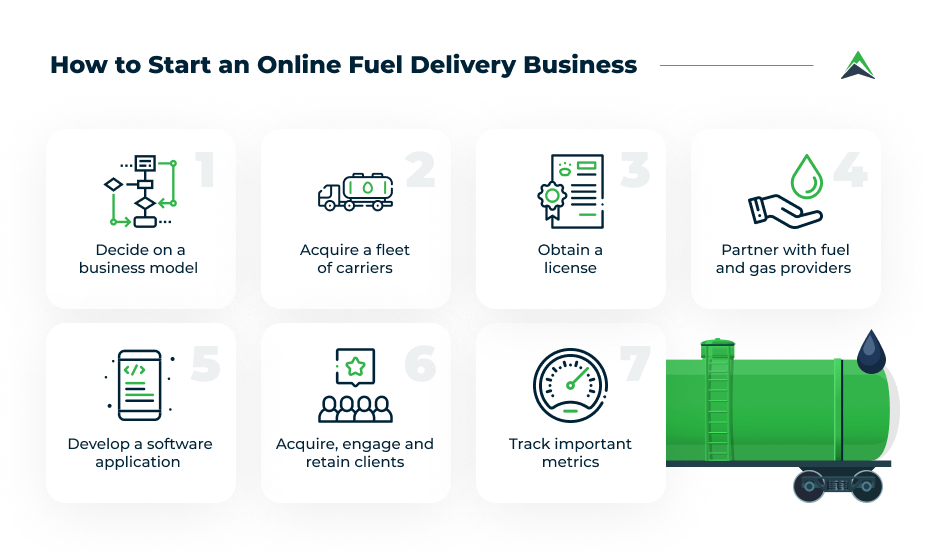 How to Start an Online Fuel Delivery Business
1
Decide on a
business model
2
Acquire a fleet
of carriers
3
Obtain a
license
4
Partner with fuel
and gas providers
5
Develop a software
application
6
Acquire, engage and
retain clients
7
Track important
metrics